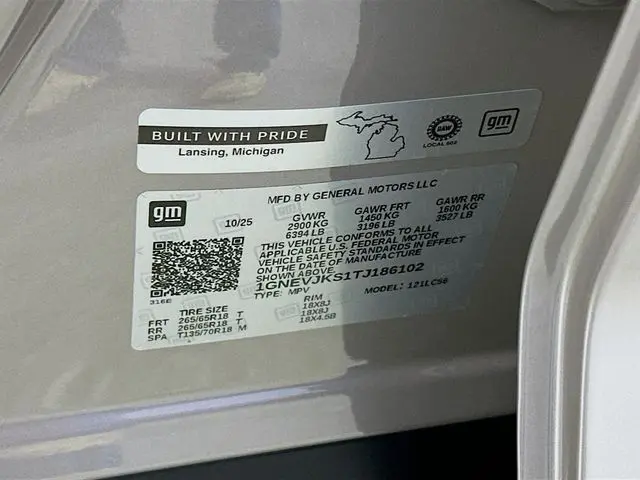 BUILT WITH PRIDE
Lansing, Michigan
UAW
LOCAL 602
gm
gm
MFD BY GENERAL MOTORS LLC
10/25 GVWR GAWR FRT GAWR RR
2900 KG 1450 KG 1600 KG
6394 LB 3196 LB 3527 LB
THIS VEHICLE CONFORMS TO ALL
APPLICABLE U.S. FEDERAL MOTOR
VEHICLE SAFETY STANDARDS IN EFFECT
ON THE DATE OF MANUFACTURE
SHOWN ABOVE.
1GNEVJKS1TJ186102
TYPE: MPV MODEL: 121LC56
316E
TIRE SIZE RIM
FRT 265/65R18 T 18X8J
RR 265/65R18 T 18X8J
SPA T135/70R18 M 18X4.5B